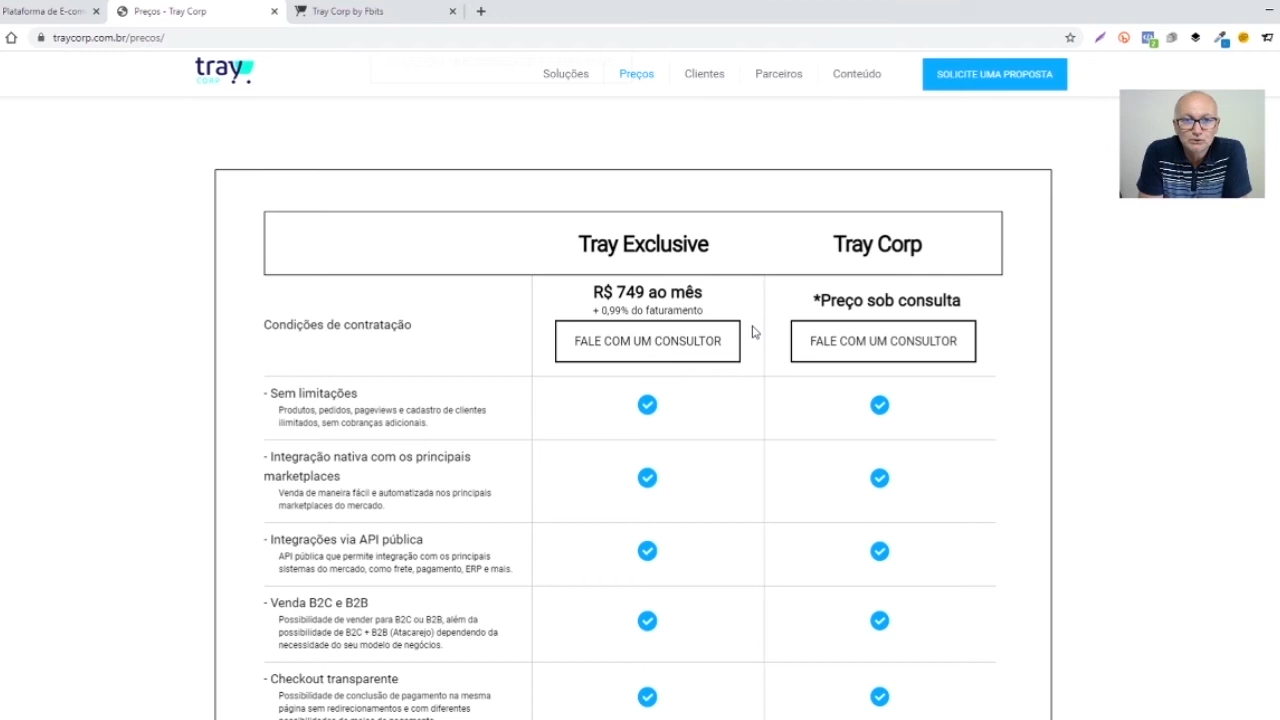 Plataforma de E-com
Preços - Tray Corp
Tray Corp by Fbits
traycorp.com.br/precos/
tray
CORP
Soluções
Preços
Clientes
Parceiros
Conteúdo
SOLICITE UMA PROPOSTA
Tray Exclusive
Tray Corp
Condições de contratação
R$ 749 ao mês
+ 0,99% do faturamento
FALE COM UM CONSULTOR
*Preço sob consulta
FALE COM UM CONSULTOR
- Sem limitações
Produtos, pedidos, pageviews e cadastro de clientes
ilimitados, sem cobranças adicionais.
- Integração nativa com os principais
marketplaces
Venda de maneira fácil e automatizada nos principais
marketplaces do mercado.
- Integrações via API pública
API pública que permite integração com os principais
sistemas do mercado, como frete, pagamento, ERP e mais.
- Venda B2C e B2B
Possibilidade de vender para B2C ou B2B, além da
possibilidade de B2C + B2B (Atacarejo) dependendo da
necessidade do seu modelo de negócios.
- Checkout transparente
Possibilidade de conclusão de pagamento na mesma
página sem redirecionamentos e com diferentes
possibilidades de meios de pagamento.